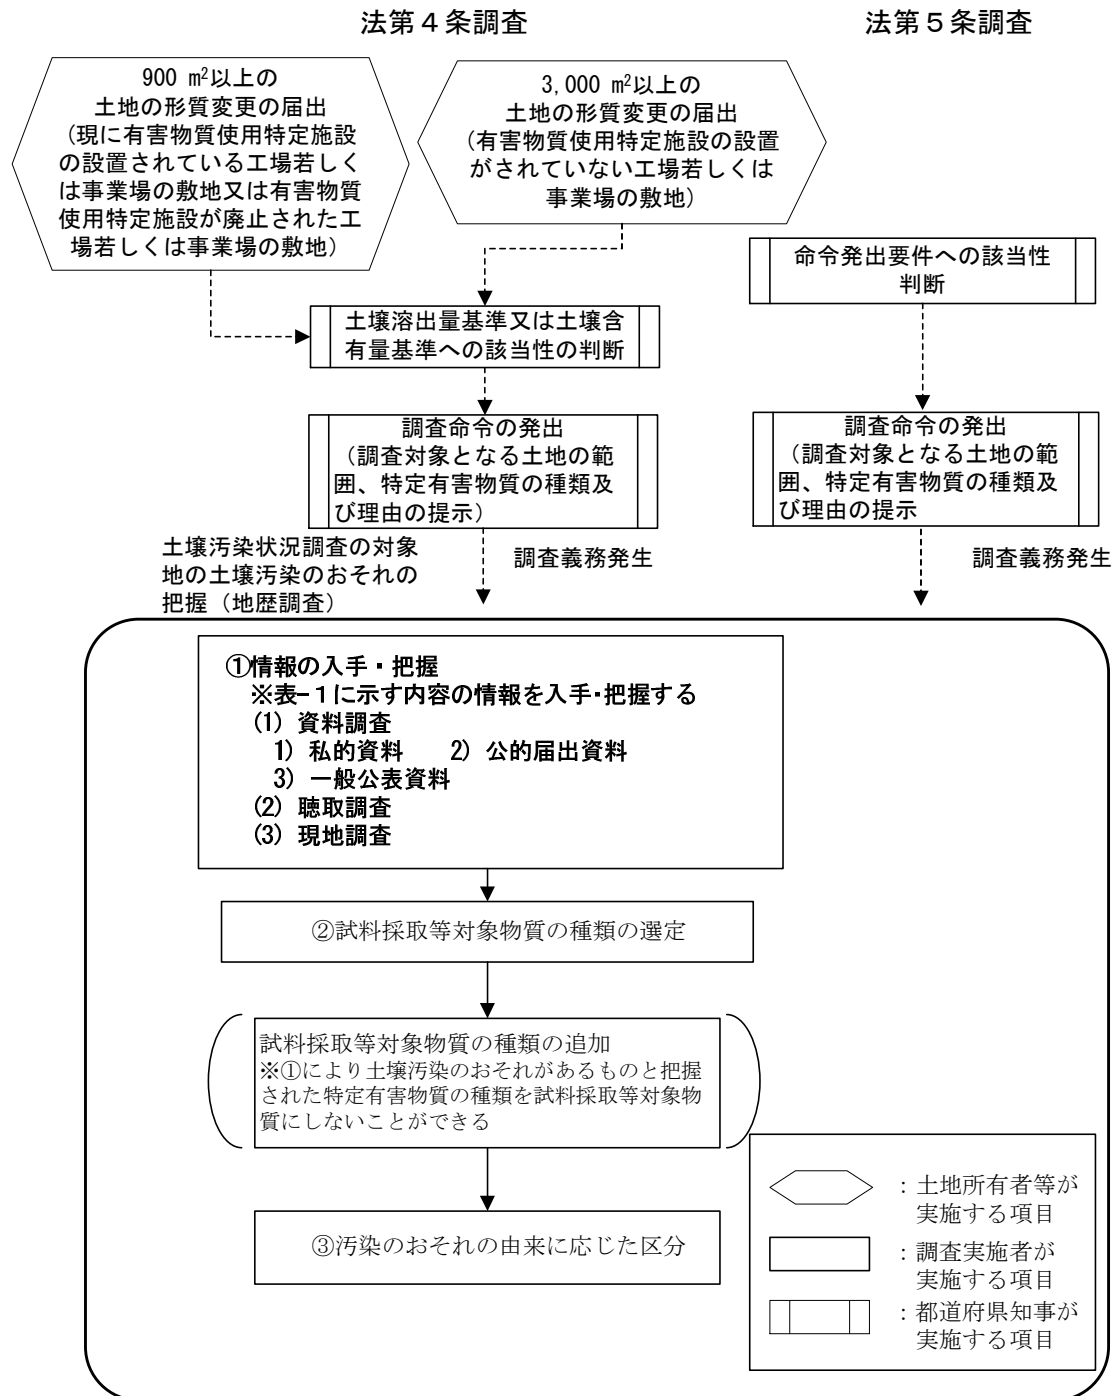 法第４条調査
法第５条調査
900 m²以上の
土地の形質変更の届出
（現に有害物質使用特定施設
の設置されている工場若しく
は事業場の敷地又は有害物質
使用特定施設が廃止された工
場若しくは事業場の敷地）
3,000 m²以上の
土地の形質変更の届出
（有害物質使用特定施設の設置
がされていない工場若しくは
事業場の敷地）
命令発出要件への該当性
判断
土壌溶出量基準又は土壌含
有量基準への該当性の判断
調査命令の発出
（調査対象となる土地の範
囲、特定有害物質の種類及
び理由の提示）
調査命令の発出
（調査対象となる土地の範
囲、特定有害物質の種類及
び理由の提示
土壌汚染状況調査の対象
地の土壌汚染のおそれの
把握（地歴調査）
調査義務発生
調査義務発生
①情報の入手・把握
※表-１に示す内容の情報を入手・把握する
(1) 資料調査
1) 私的資料　2) 公的届出資料
3) 一般公表資料
(2) 聴取調査
(3) 現地調査
②試料採取等対象物質の種類の選定
試料採取等対象物質の種類の追加
※①により土壌汚染のおそれがあるものと把握
された特定有害物質の種類を試料採取等対象物
質にしないことができる
③汚染のおそれの由来に応じた区分
：土地所有者等が
実施する項目
：調査実施者が
実施する項目
：都道府県知事が
実施する項目